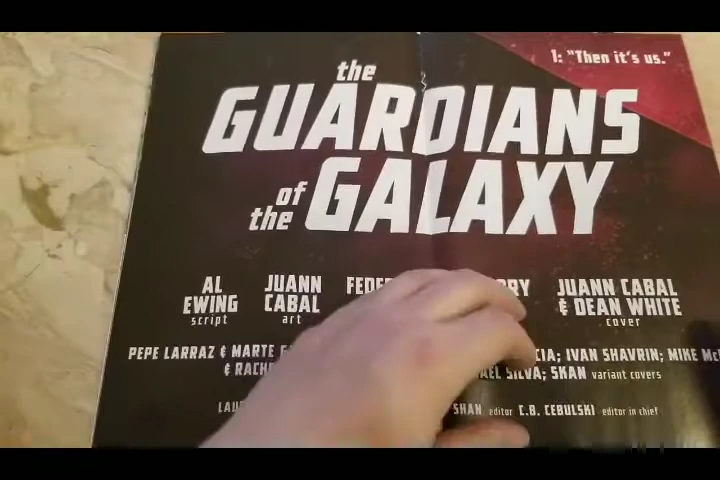 1: "Then it's us."
the
GUARDIANS
of the GALAXY
AL EWING script
JUANN CABAL art
JUANN CABAL & DEAN WHITE cover
PEPE LARRAZ & MARTE
IVAN SHAVRIN; MIKE
& 
SILVA; SKAN variant covers
editor C.B. CEBULSKI editor in chief